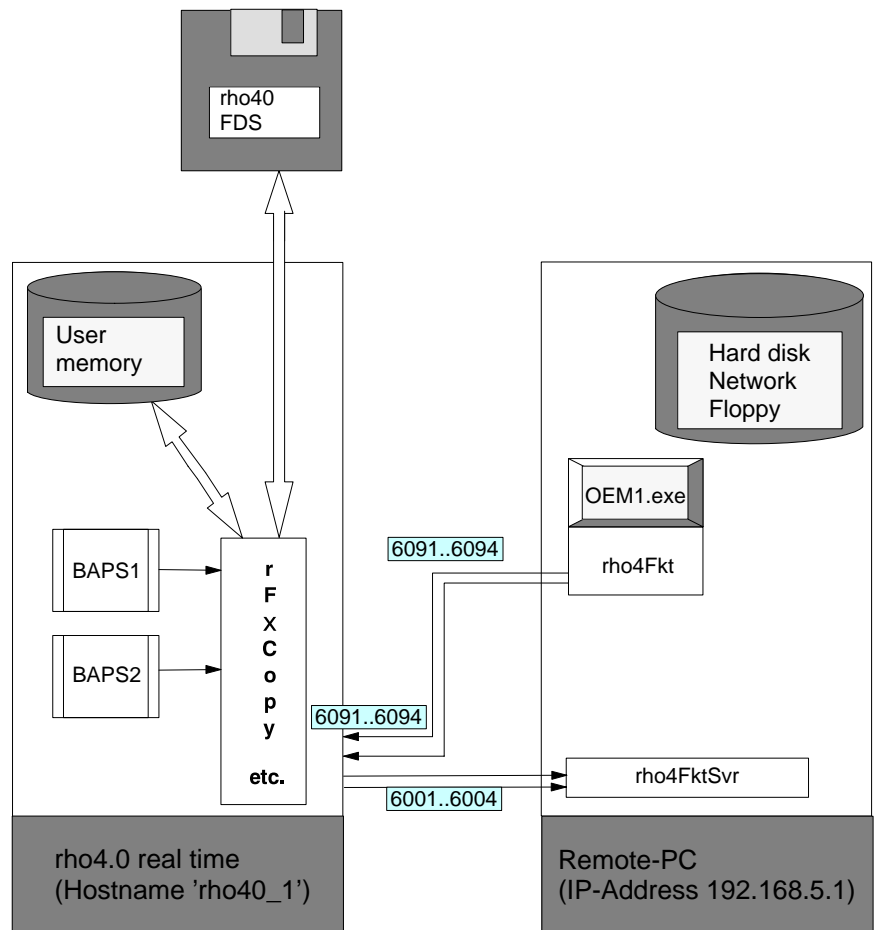 rho40
FDS
User
memory
Hard disk
Network
Floppy
OEM1.exe
rho4Fkt
6091..6094
BAPS1
BAPS2
r
F
x
C
o
p
y
etc.
6091..6094
6001..6004
rho4FktSvr
rho4.0 real time
(Hostname ’rho40_1’)
Remote-PC
(IP-Address 192.168.5.1)